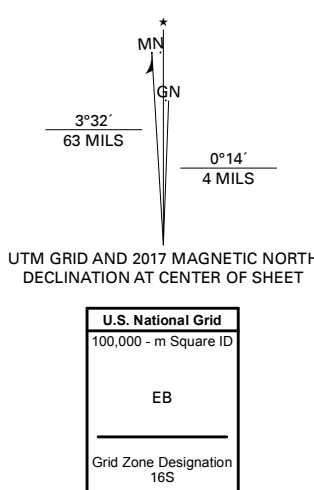 ★
MN
GN
3°32´
63 MILS
0°14´
4 MILS
UTM GRID AND 2017 MAGNETIC NORTH
DECLINATION AT CENTER OF SHEET
U.S. National Grid
100,000 - m Square ID
EB
Grid Zone Designation
16S